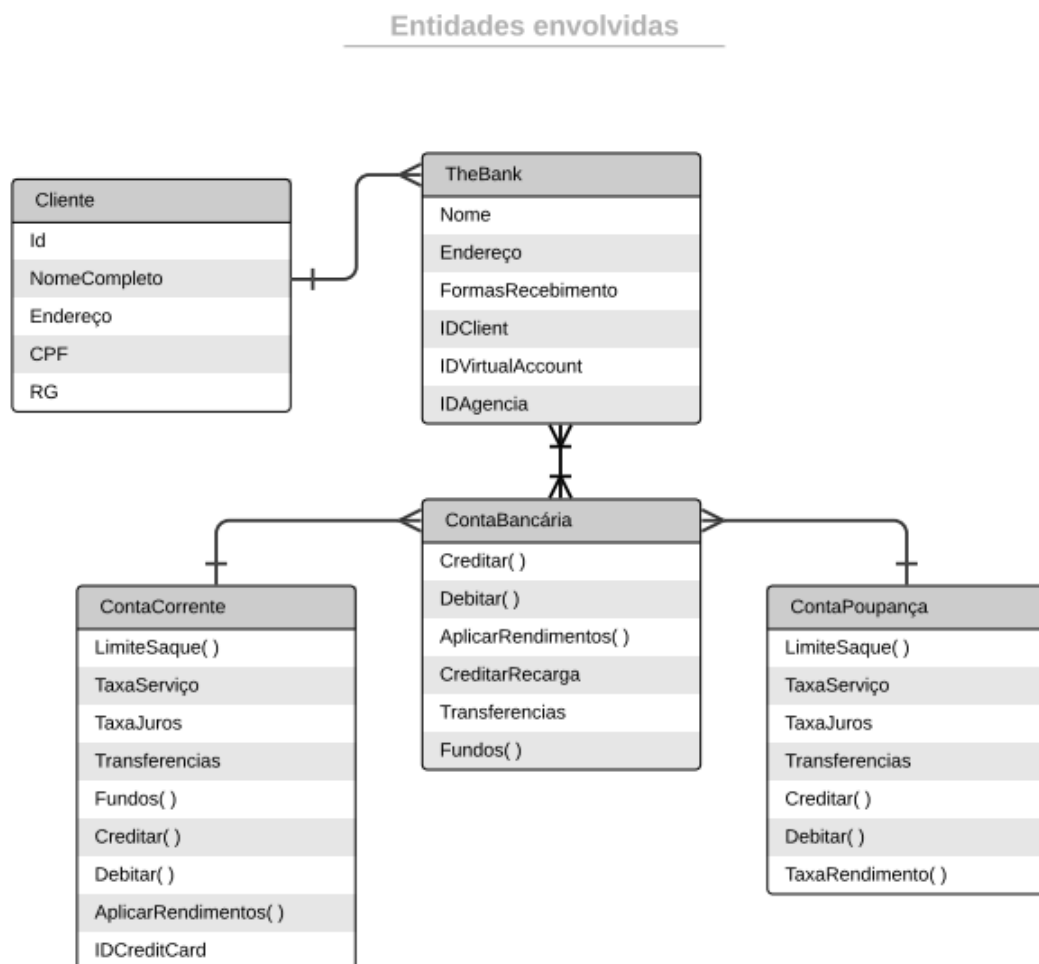 Entidades envolvidas
Cliente
Id
NomeCompleto
Endereço
CPF
RG
TheBank
Nome
Endereço
FormasRecebimento
IDClient
IDVirtualAccount
IDAgencia
ContaBancária
Creditar( )
Debitar( )
AplicarRendimentos( )
CreditarRecarga
Transferencias
Fundos( )
ContaCorrente
LimiteSaque( )
TaxaServiço
TaxaJuros
Transferencias
Fundos( )
Creditar( )
Debitar( )
AplicarRendimentos( )
IDCreditCard
ContaPoupança
LimiteSaque( )
TaxaServiço
TaxaJuros
Transferencias
Creditar( )
Debitar( )
TaxaRendimento( )